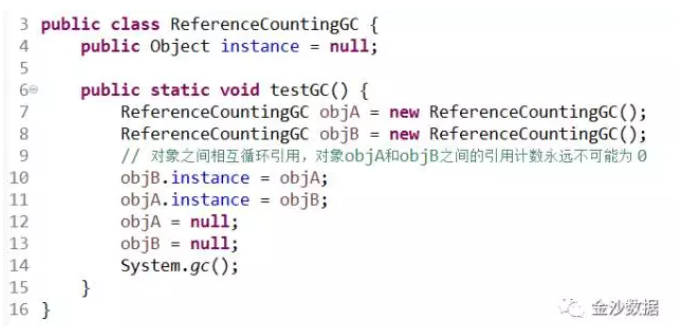 3 public class ReferenceCountingGC {
4     public Object instance = null;
5
6     public static void testGC() {
7         ReferenceCountingGC objA = new ReferenceCountingGC();
8         ReferenceCountingGC objB = new ReferenceCountingGC();
9         // 对象之间相互循环引用，对象objA和objB之间的引用计数永远不可能为 0
10         objB.instance = objA;
11         objA.instance = objB;
12         objA = null;
13         objB = null;
14         System.gc();
15     }
16 }
金沙数据